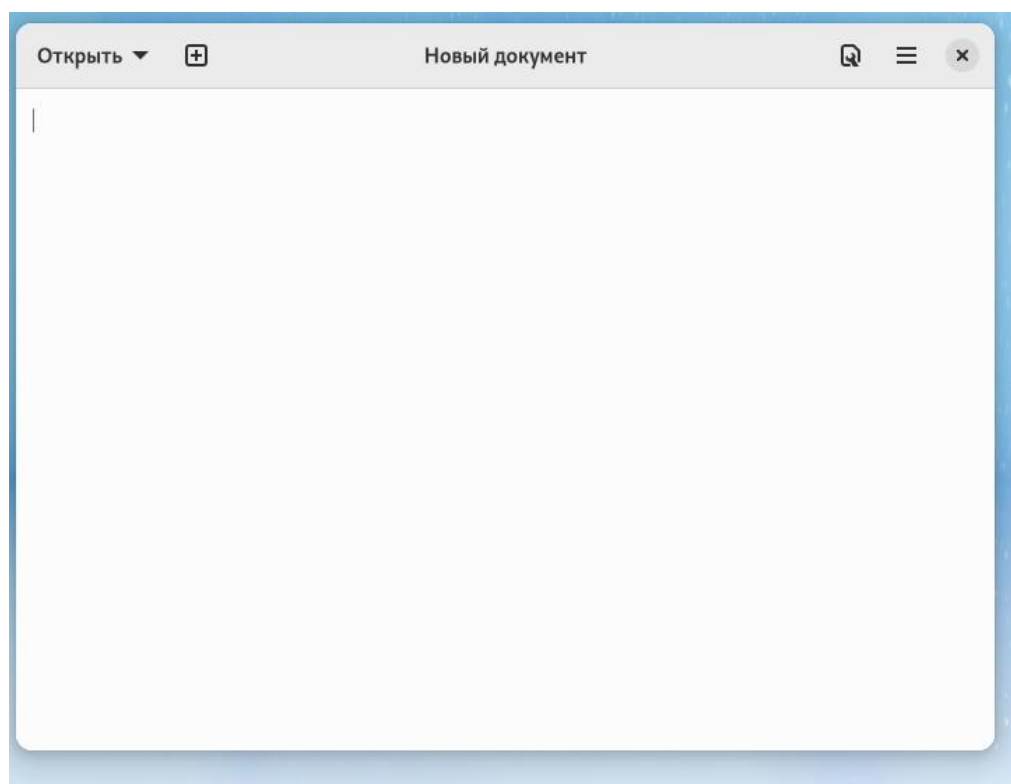 Открыть
Новый документ